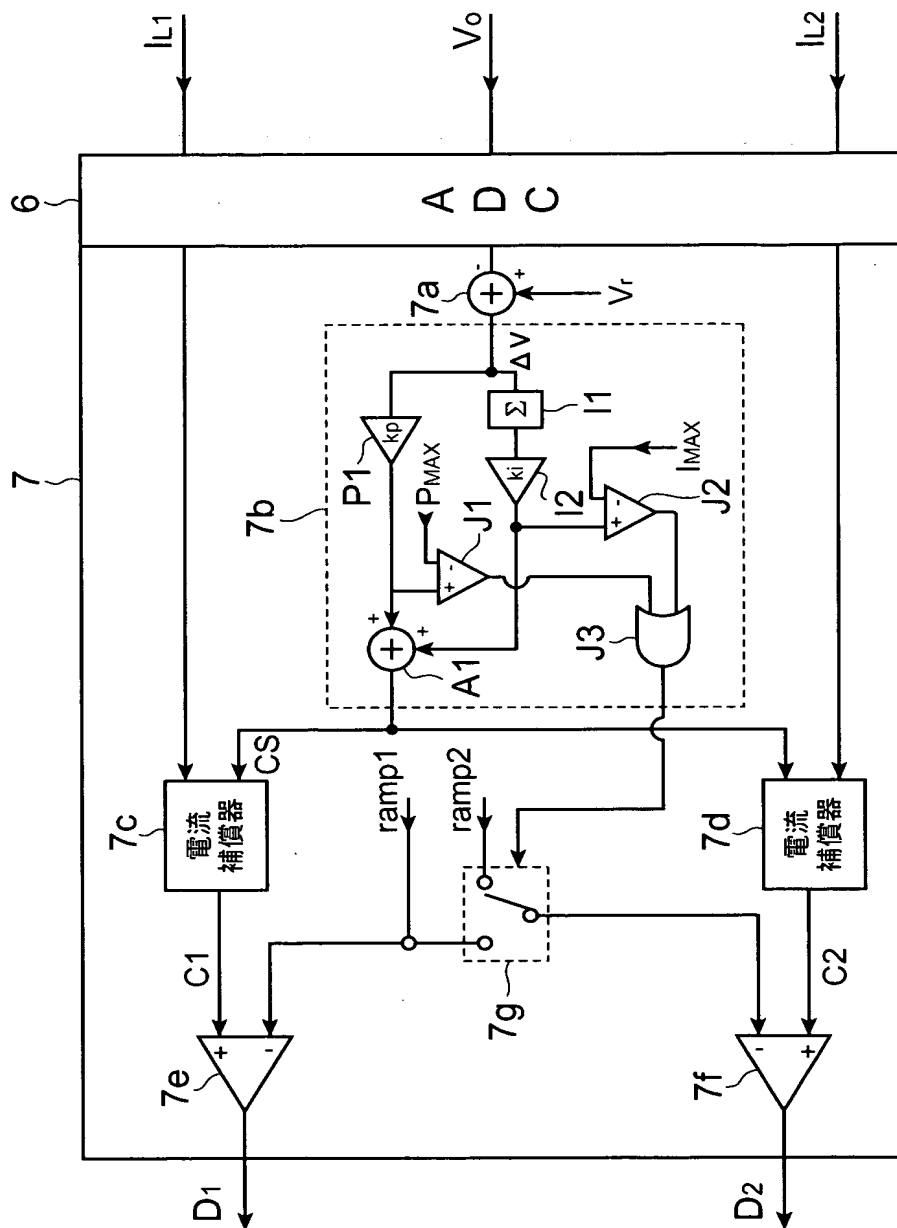 7
6
IL1
Vo
IL2
A D C
7a
-
+
Vr
ΔV
7b
P1
kp
Σ
I1
ki
I2
PMAX
J1
+
-
IMAX
J2
+
-
J3
+
+
A1
CS
7c
電流
補償器
7d
電流
補償器
ramp1
ramp2
7g
C1
C2
7e
+
-
7f
-
+
D1
D2